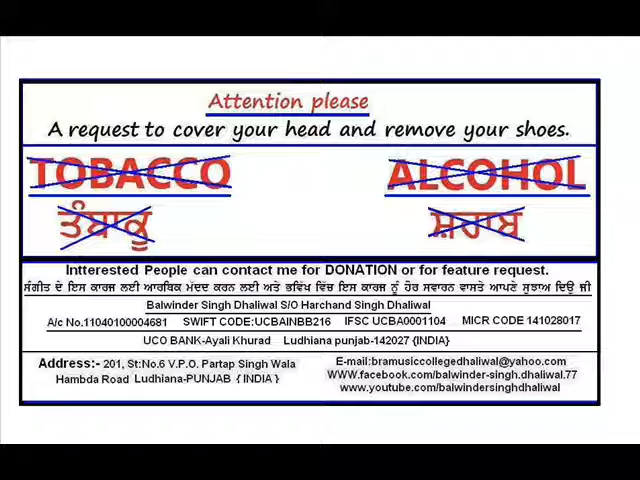 Attention please
A request to cover your head and remove your shoes.
TOBACCO ALCOHOL
ਤੰਬਾਕੂ ਸ਼ਰਾਬ
Interested People can contact me for DONATION or for feature request.
ਸੰਗੀਤ ਦੇ ਇਸ ਕਾਰਜ ਲਈ ਆਰਥਿਕ ਮੱਦਦ ਕਰਨ ਲਈ ਅਤੇ ਭਵਿੱਖ ਵਿੱਚ ਇਸ ਕਾਰਜ ਨੂੰ ਹੋਰ ਸਵਾਰਨ ਵਾਸਤੇ ਆਪਣੇ ਸੁਝਾਅ ਦਿਉ ਜੀ
Balwinder Singh Dhaliwal S/O Harchand Singh Dhaliwal
A/c No.11040100004681 SWIFT CODE:UCBAINBB216 IFSC UCBA0001104 MICR CODE 141028017
UCO BANK-Ayali Khurad Ludhiana punjab-142027 {INDIA}
Address:- 201, St:No.6 V.P.O. Partap Singh Wala
Hambda Road Ludhiana-PUNJAB { INDIA }
E-mail:bramusiccollegedhaliwal@yahoo.com
WWW.facebook.com/balwinder-singh.dhaliwal.77
www.youtube.com/balwindersinghdhaliwal